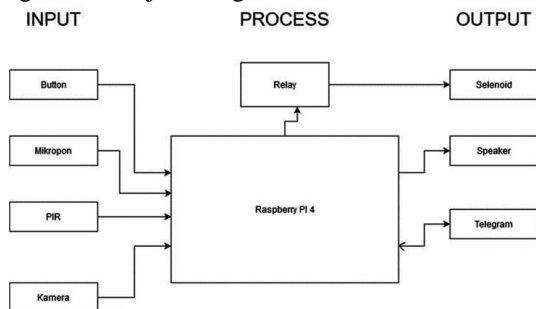 INPUT
PROCESS
OUTPUT
Button
Relay
Selenoid
Mikropon
Speaker
PIR
Raspberry PI 4
Telegram
Kamera